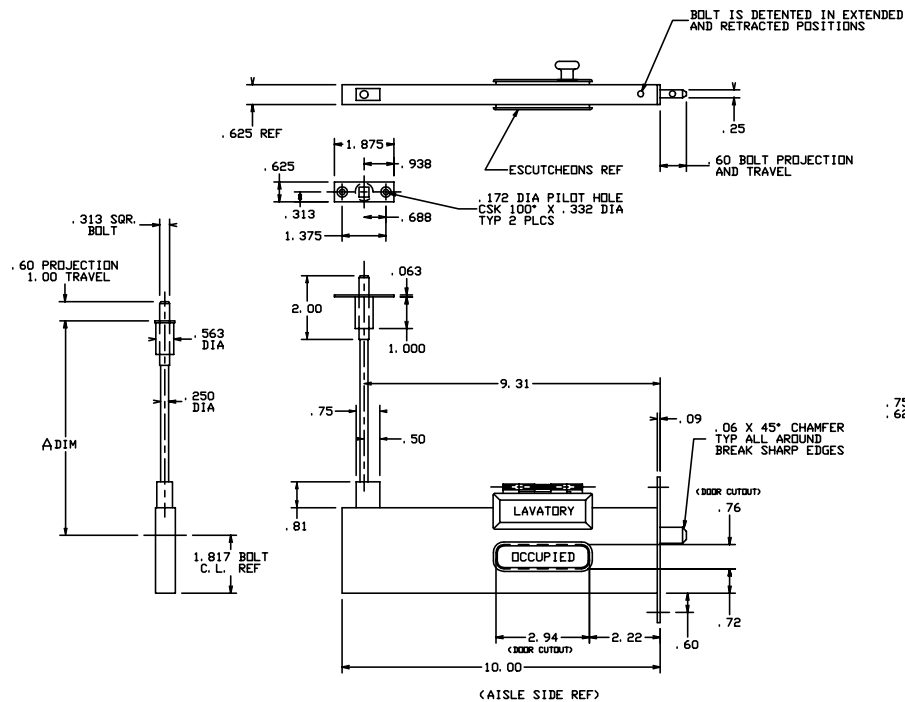 BOLT IS DETENTED IN EXTENDED
AND RETRACTED POSITIONS
.625 REF
.25
1.875
.938
ESCUTCHEONS REF
.60 BOLT PROJECTION
AND TRAVEL
.625
.313
.688
1.375
.172 DIA PILOT HOLE
CSK 100° X .332 DIA
TYP 2 PLCS
.313 SQR.
BOLT
.60 PROJECTION
1.00 TRAVEL
.063
2.00
1.000
.563
DIA
.250
DIA
9.31
.75
.50
.09
.06 X 45° CHAMFER
TYP ALL AROUND
BREAK SHARP EDGES
A DIM
.81
LAVATORY
OCCUPIED
(DOOR CUTOUT)
.76
1.817 BOLT
C.L. REF
.72
.60
2.94
(DOOR CUTOUT)
2.22
10.00
(AISLE SIDE REF)